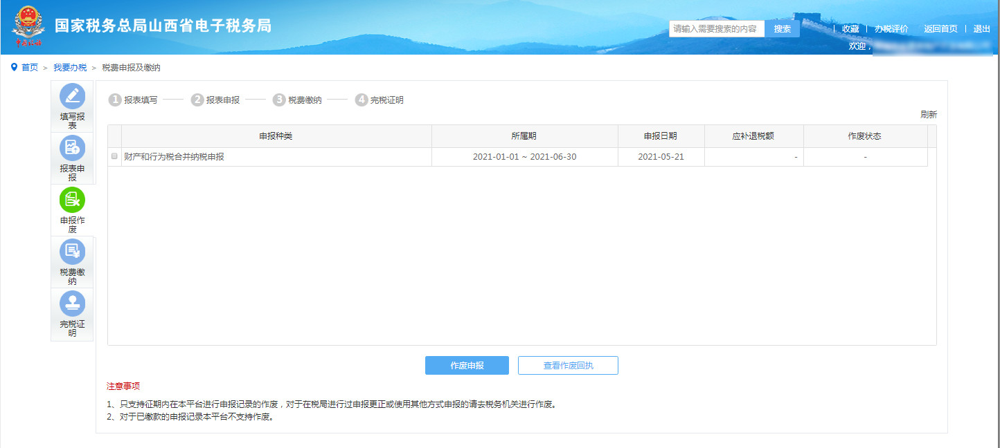 国家税务总局山西省电子税务局
请输入需要搜索的内容 搜索 | 收藏 | 办税评价 返回首页 | 退出
欢迎，
首页 > 我要办税 > 税费申报及缴纳
填写报
表
报表申
报
申报作
废
税费缴
纳
完税证
明
1 报表填写 2 报表申报 3 税费缴纳 4 完税证明
刷新
申报种类 所属期 申报日期 应补退税额 作废状态
财产和行为税合并纳税申报 2021-01-01 ~ 2021-06-30 2021-05-21 - -
作废申报 查看作废回执
注意事项
1、只支持征期内在本平台进行申报记录的作废，对于在税局进行过申报更正或使用其他方式申报的请去税务机关进行作废。
2、对于已缴款的申报记录本平台不支持作废。